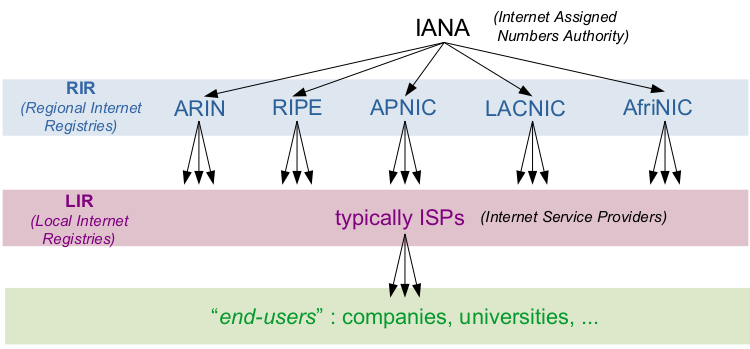 IANA
(Internet Assigned
Numbers Authority)
RIR
(Regional Internet
Registries)
ARIN
RIPE
APNIC
LACNIC
AfriNIC
LIR
(Local Internet
Registries)
typically ISPs
(Internet Service Providers)
“end-users” : companies, universities, ...